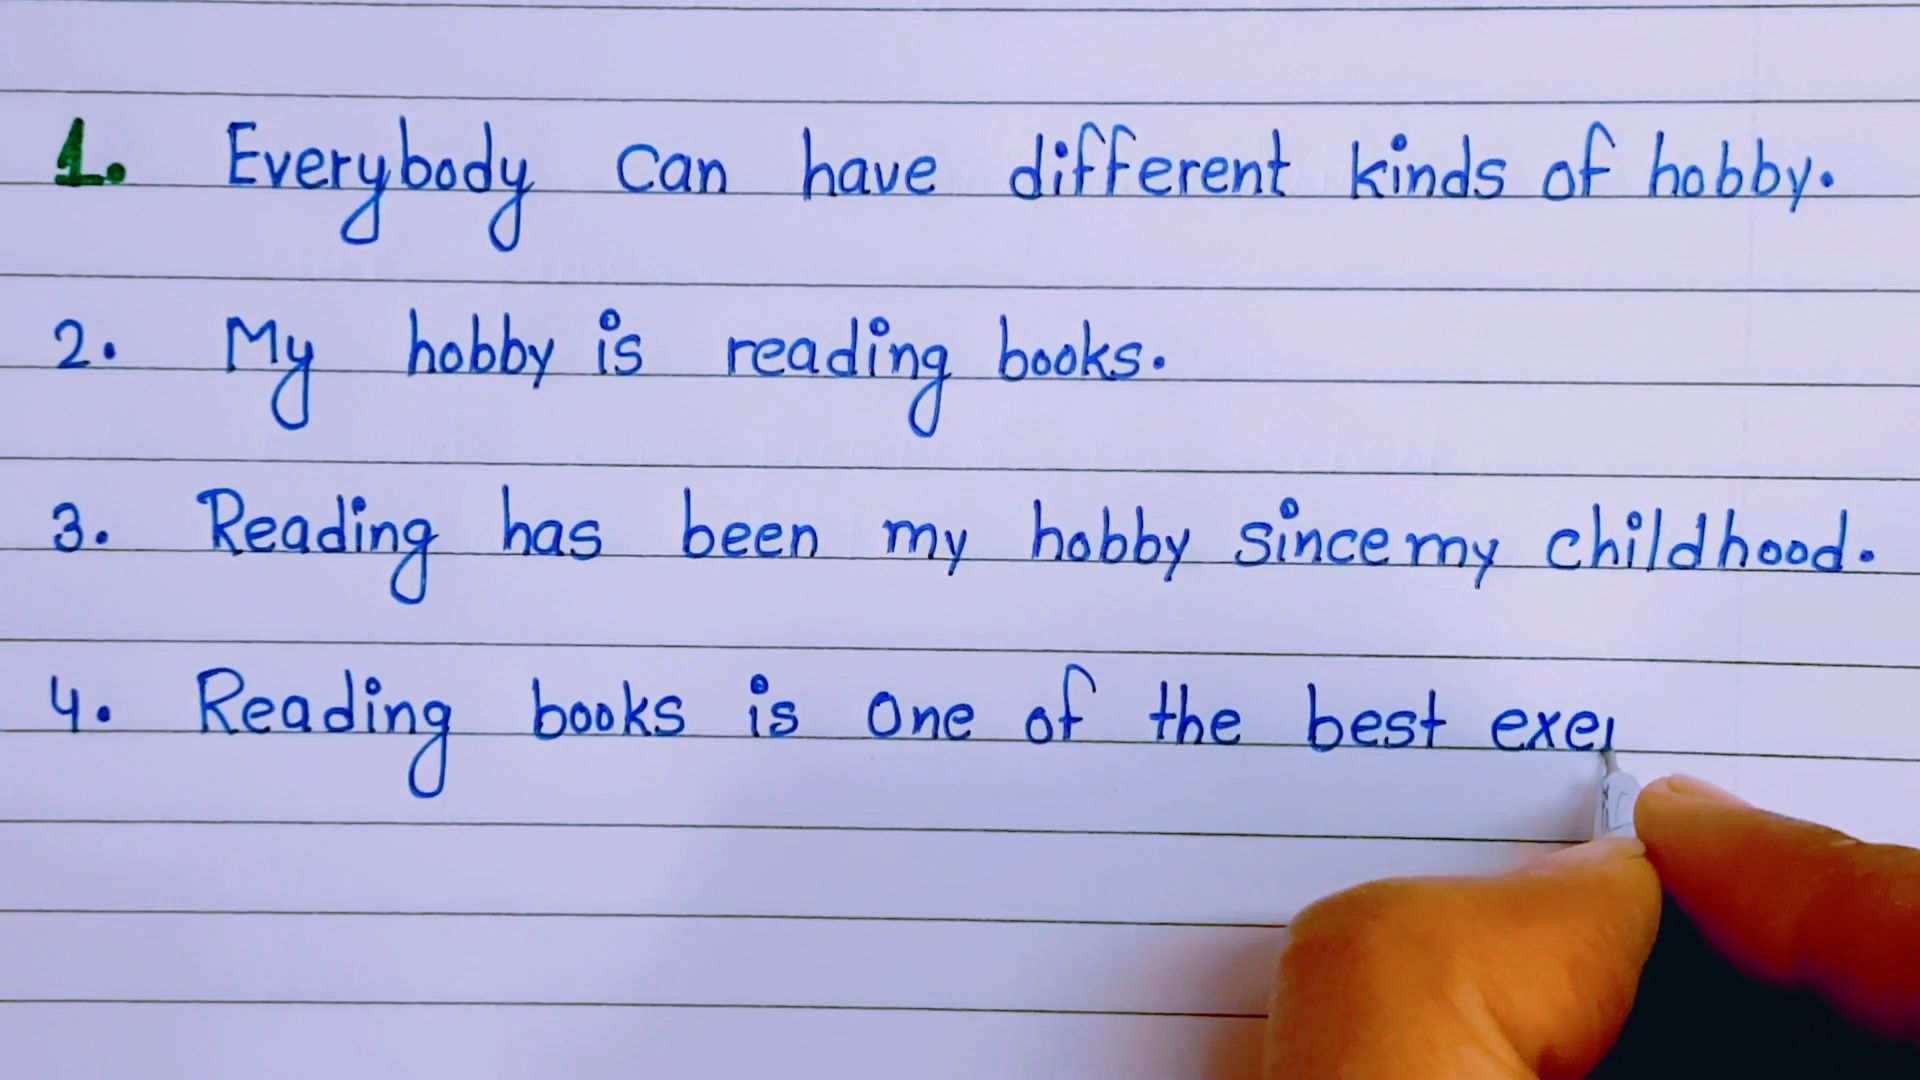 1. Everybody can have different kinds of hobby.
2. My hobby is reading books.
3. Reading has been my hobby since my childhood.
4. Reading books is one of the best exe